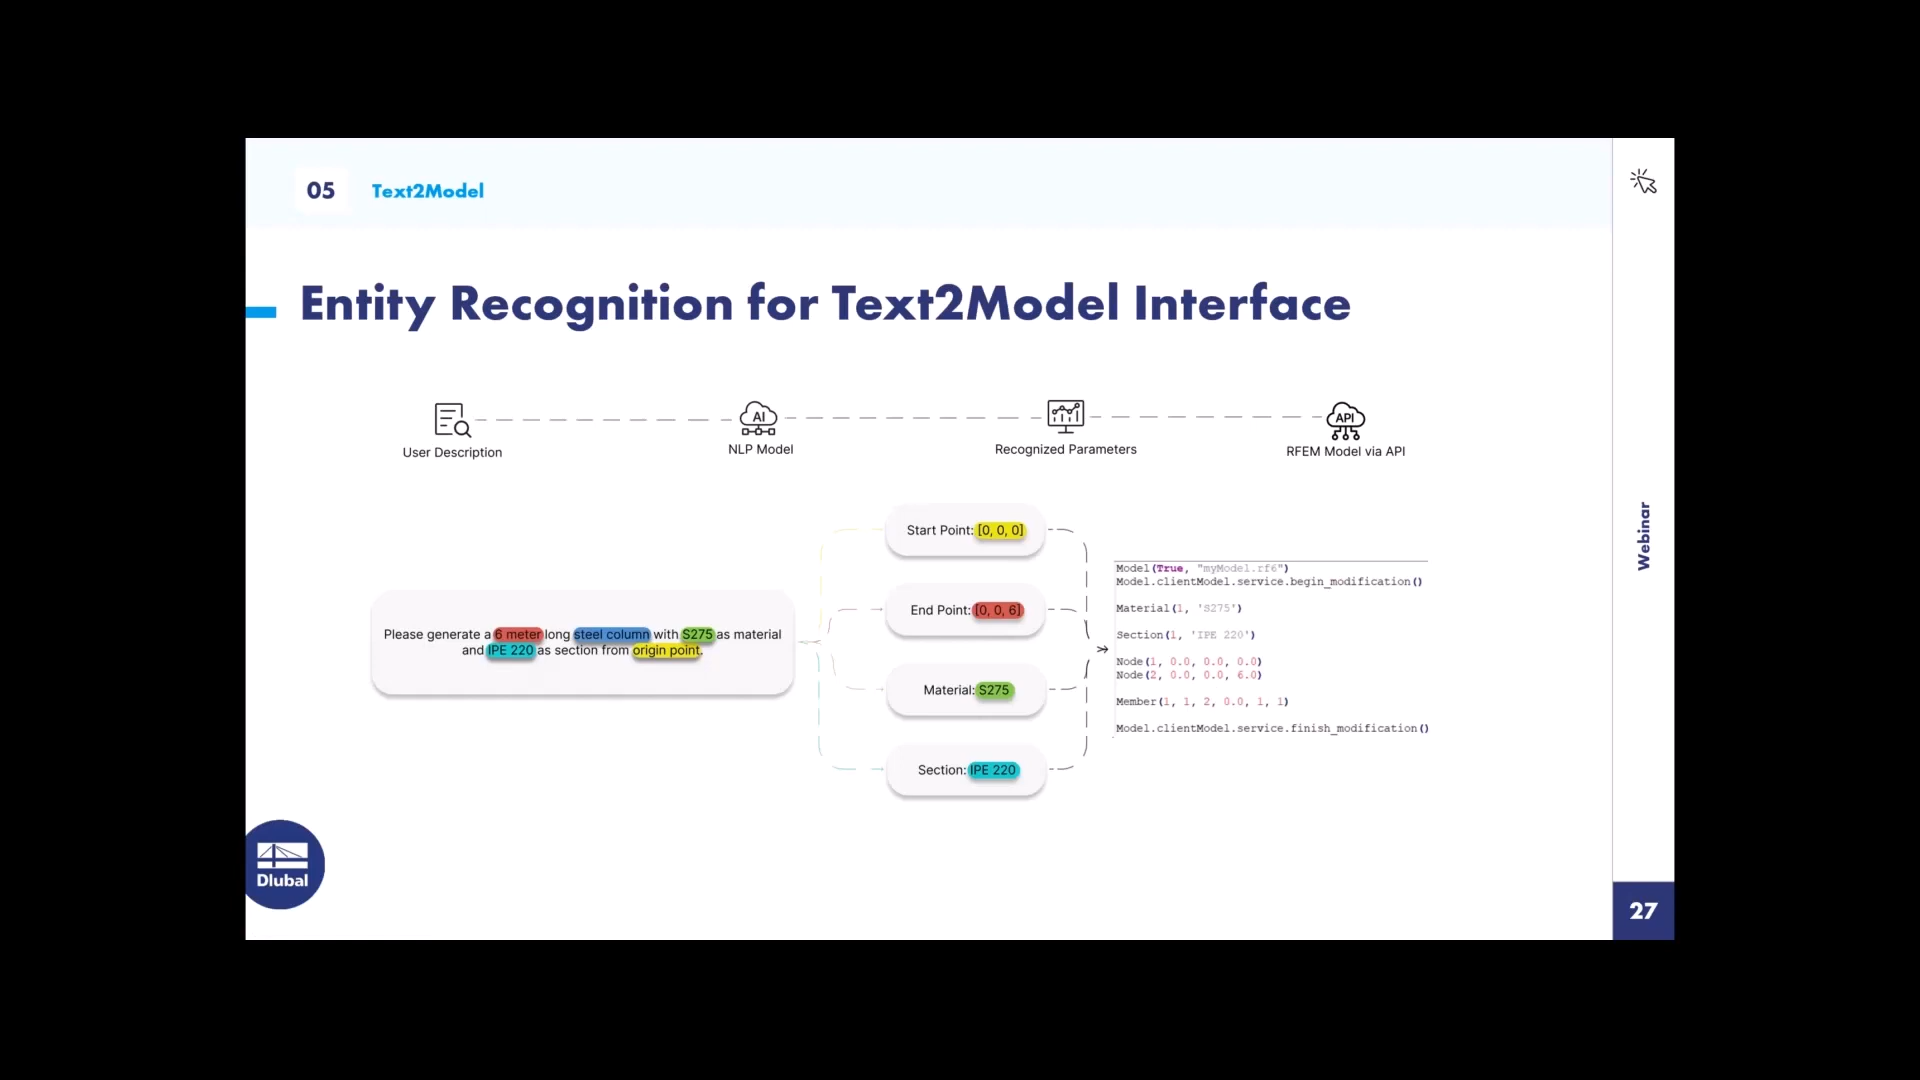 05
Text2Model
Entity Recognition for Text2Model Interface
AI
API
User Description
NLP Model
Recognized Parameters
RFEM Model via API
Please generate a 6 meter long steel column with S275 as material
and IPE 220 as section from origin point.
Start Point: [0, 0, 0]
End Point: [0, 0, 6]
Material: S275
Section: IPE 220
Model(True, "myModel.rf6")
Model.clientModel.service.begin_modification()
Material(1, 'S275')
Section(1, 'IPE 220')
Node(1, 0.0, 0.0, 0.0)
Node(2, 0.0, 0.0, 6.0)
Member(1, 1, 2, 0.0, 1, 1)
Model.clientModel.service.finish_modification()
Webinar
Dlubal
27